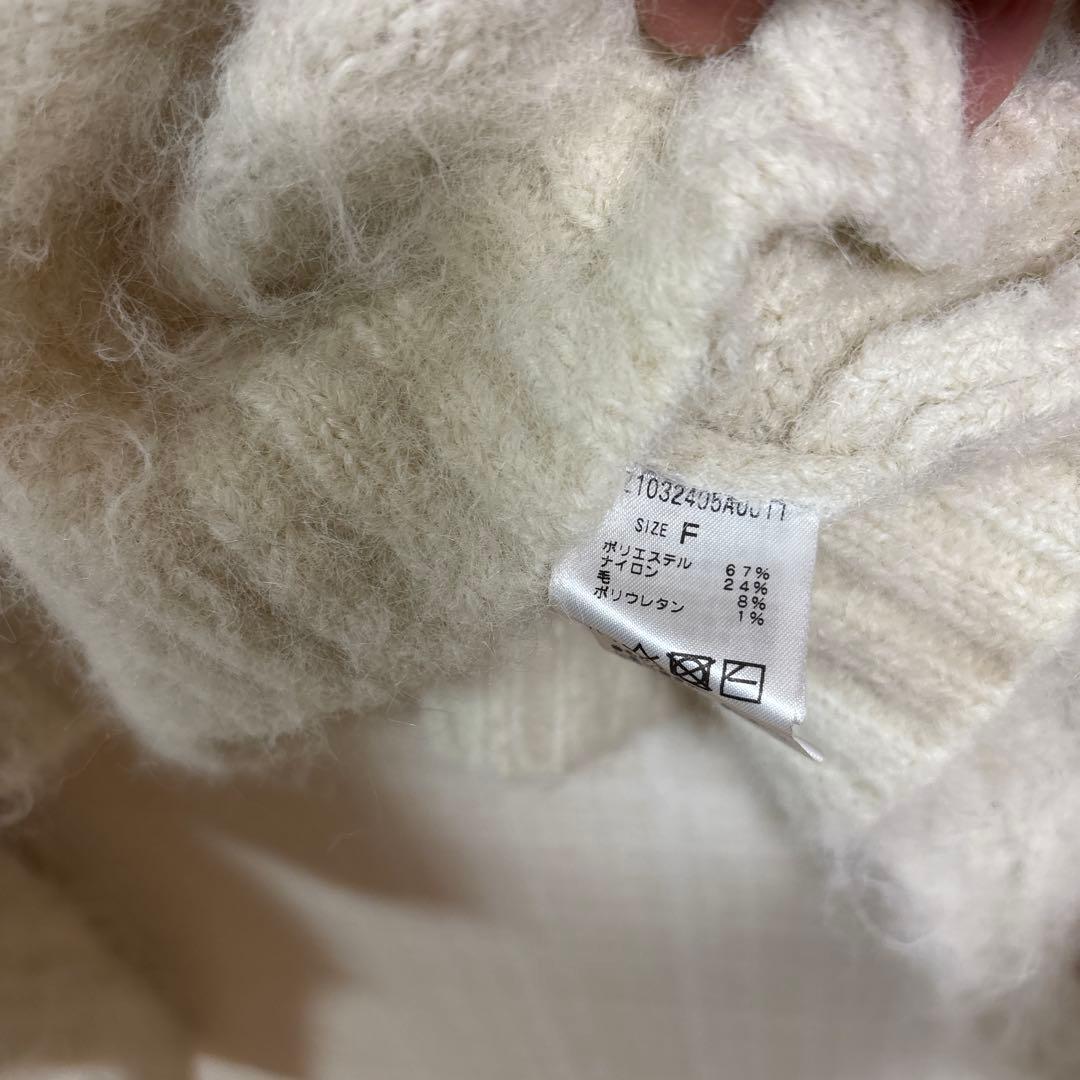 21032405A0011
SIZE F
ポリエステル 67%
ナイロン 24%
毛 8%
ポリウレタン 1%